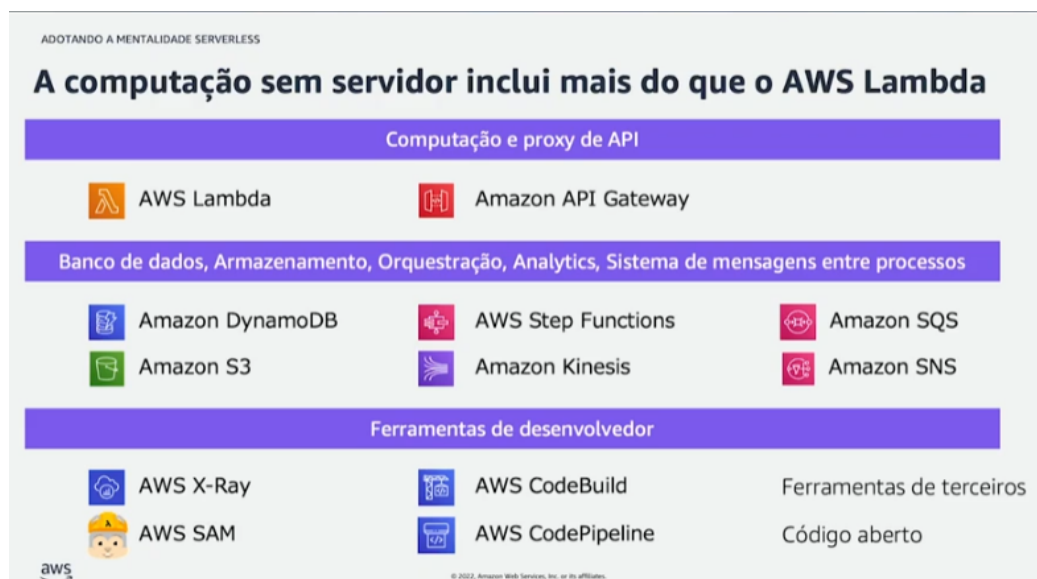 ADOTANDO A MENTALIDADE SERVERLESS
A computação sem servidor inclui mais do que o AWS Lambda
Computação e proxy de API
AWS Lambda
Amazon API Gateway
Banco de dados, Armazenamento, Orquestração, Analytics, Sistema de mensagens entre processos
Amazon DynamoDB
AWS Step Functions
Amazon SQS
Amazon S3
Amazon Kinesis
Amazon SNS
Ferramentas de desenvolvedor
AWS X-Ray
AWS CodeBuild
Ferramentas de terceiros
AWS SAM
AWS CodePipeline
Código aberto
aws
© 2022, Amazon Web Services, Inc. or its affiliates.